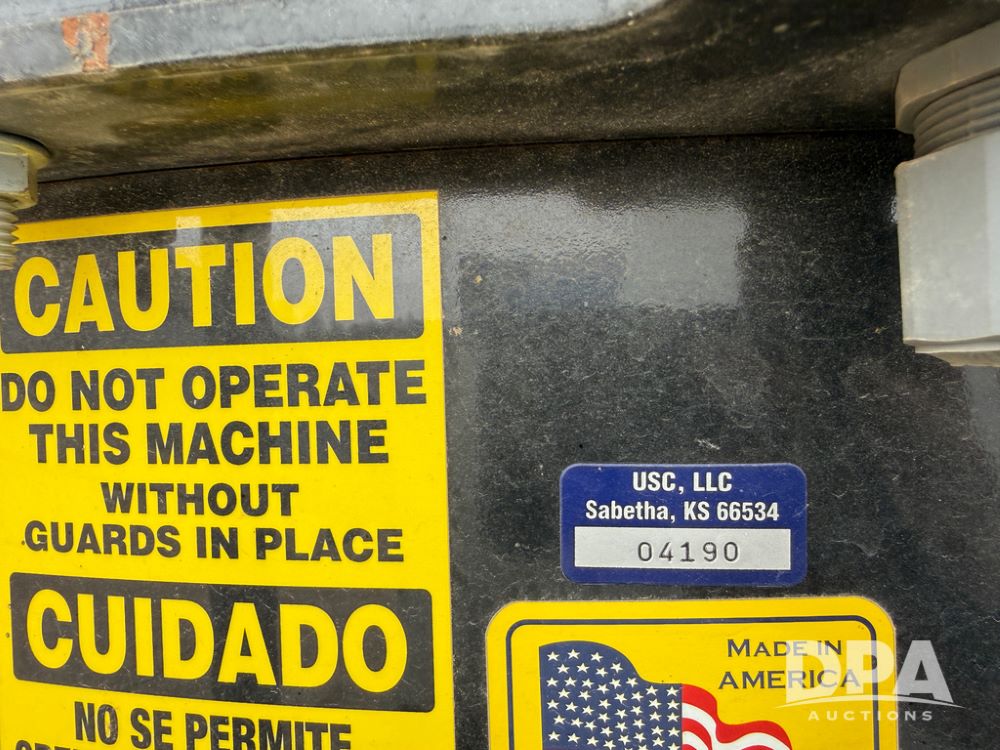 CAUTION
DO NOT OPERATE
THIS MACHINE
WITHOUT
GUARDS IN PLACE
CUIDADO
NO SE PERMITE
USC, LLC
Sabetha, KS 66534
04190
MADE IN
AMERICA
DPA
AUCTIONS